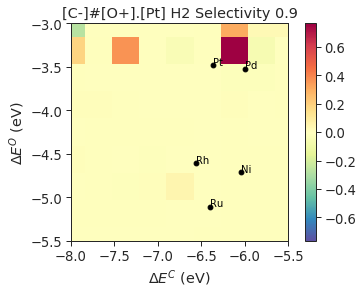 [C-]#[O+].[Pt] H2 Selectivity 0.9
−3.0
−3.5
−4.0
−4.5
−5.0
−5.5
ΔE^O (eV)
Pt
Pd
Rh
Ni
Ru
−8.0 −7.5 −7.0 −6.5 −6.0 −5.5
ΔE^C (eV)
0.6
0.4
0.2
0.0
−0.2
−0.4
−0.6